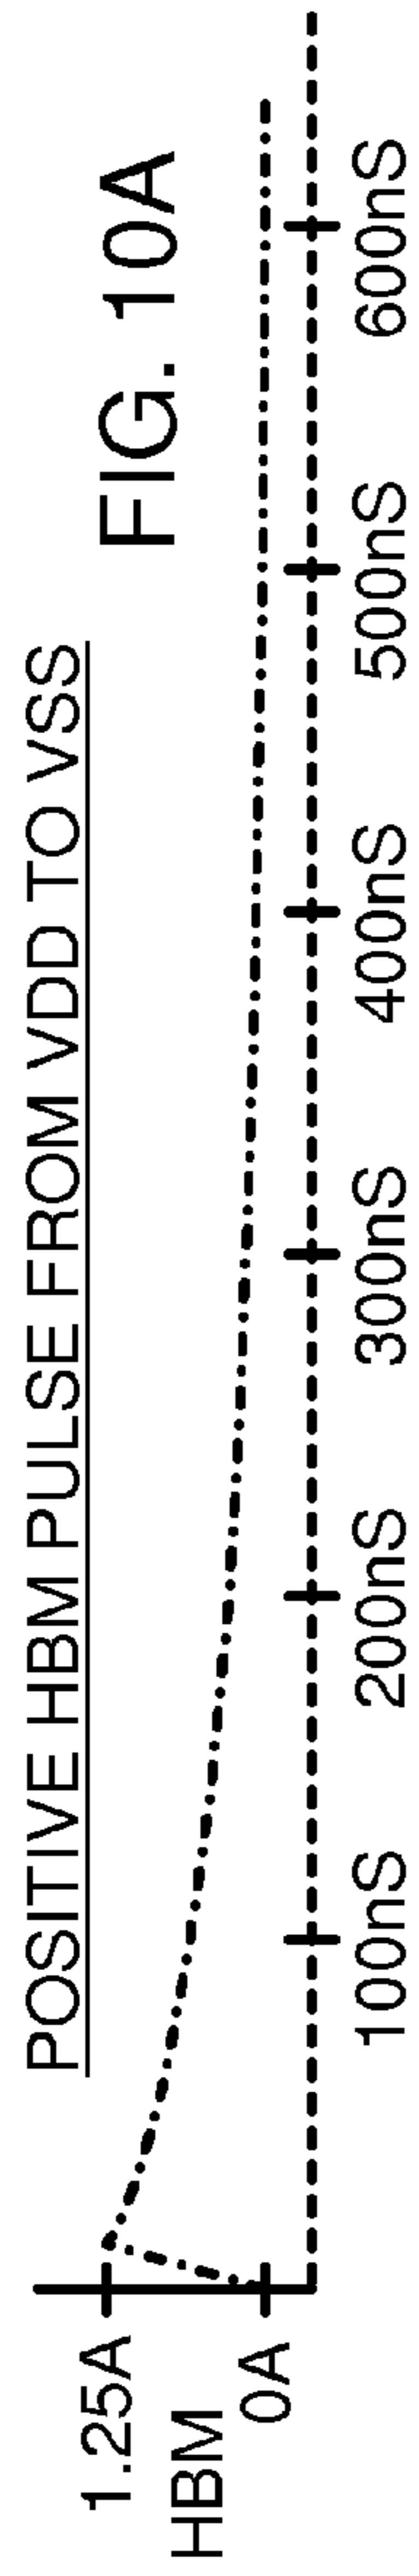 POSITIVE HBM PULSE FROM VDD TO VSS
FIG. 10A
1.25A
HBM
0A
100nS 200nS 300nS 400nS 500nS 600nS